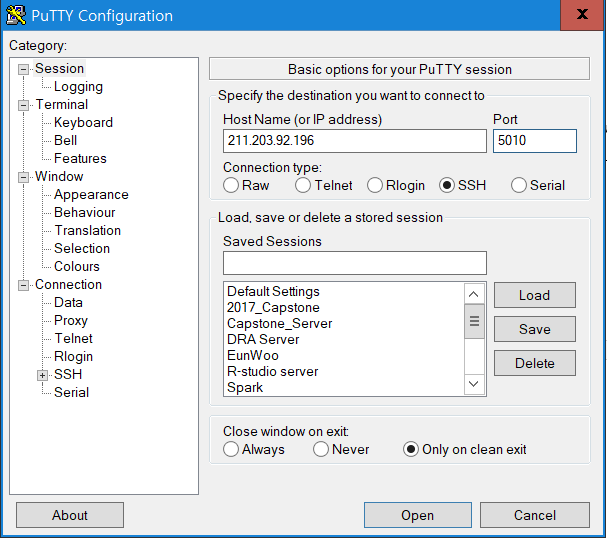 PuTTY Configuration
X
Category:
Session
Logging
Terminal
Keyboard
Bell
Features
Window
Appearance
Behaviour
Translation
Selection
Colours
Connection
Data
Proxy
Telnet
Rlogin
SSH
Serial
Basic options for your PuTTY session
Specify the destination you want to connect to
Host Name (or IP address) Port
211.203.92.196 5010
Connection type:
Raw Telnet Rlogin SSH Serial
Load, save or delete a stored session
Saved Sessions
Default Settings
2017_Capstone
Capstone_Server
DRA Server
EunWoo
R-studio server
Spark
Load
Save
Delete
Close window on exit:
Always Never Only on clean exit
About Open Cancel